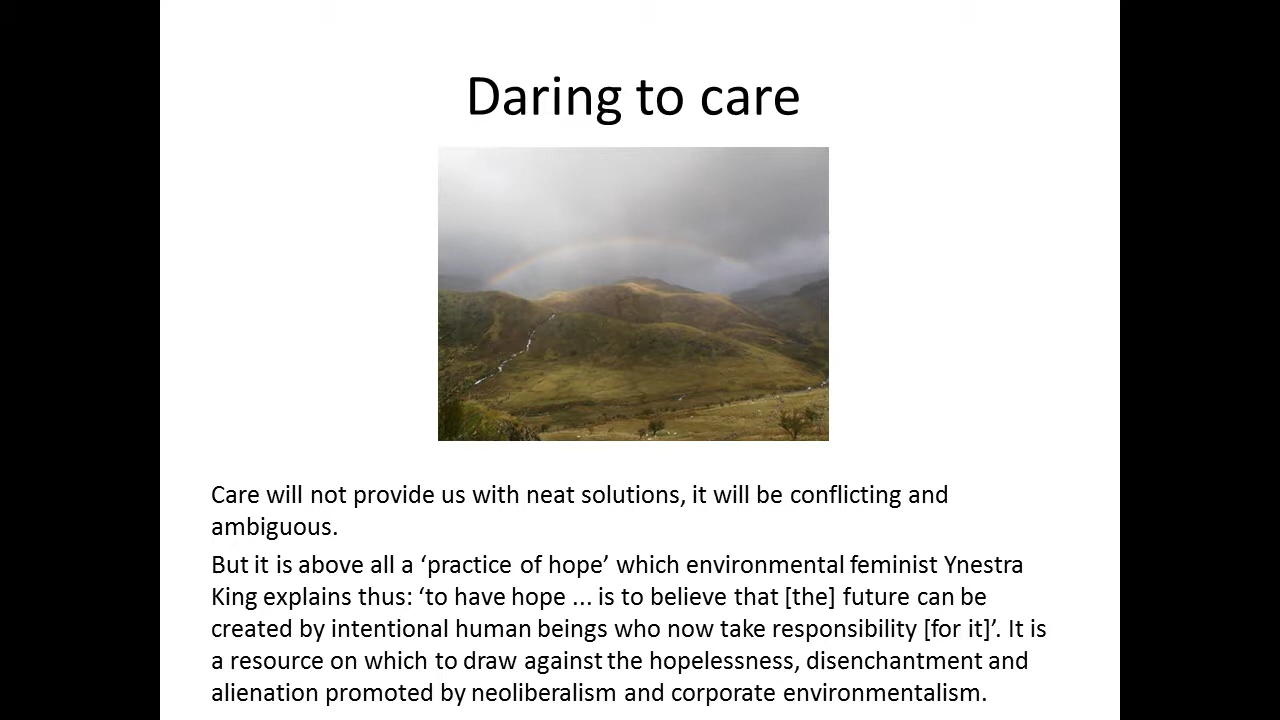 Daring to care
Care will not provide us with neat solutions, it will be conflicting and
ambiguous.
But it is above all a ‘practice of hope’ which environmental feminist Ynestra
King explains thus: ‘to have hope ... is to believe that [the] future can be
created by intentional human beings who now take responsibility [for it]’. It is
a resource on which to draw against the hopelessness, disenchantment and
alienation promoted by neoliberalism and corporate environmentalism.